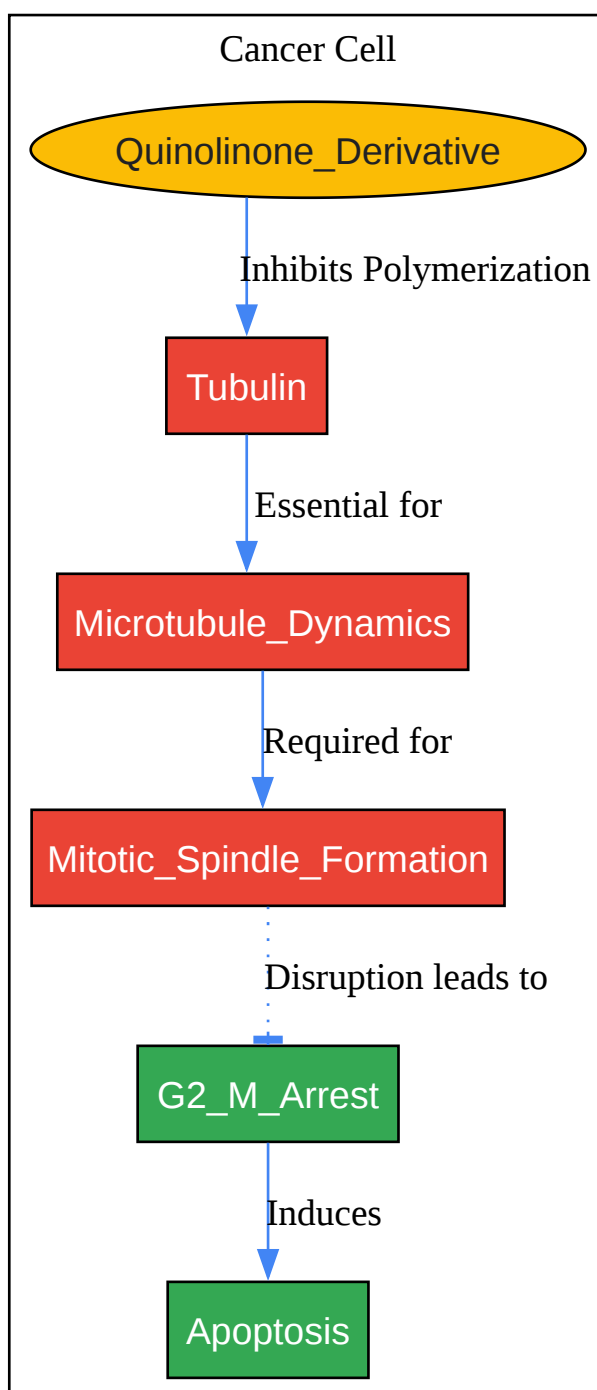 Cancer Cell
Quinolinone_Derivative
Inhibits Polymerization
Tubulin
Essential for
Microtubule_Dynamics
Required for
Mitotic_Spindle_Formation
Disruption leads to
G2_M_Arrest
Induces
Apoptosis